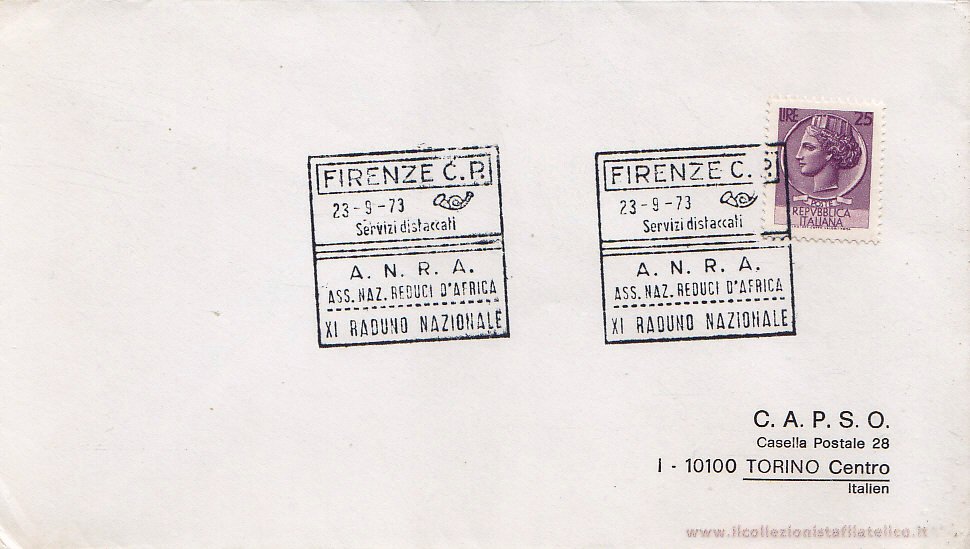 FIRENZE C.P.
23-9-73
Servizi distaccati
A. N. R. A.
ASS. NAZ. REDUCI D'AFRICA
XI RADUNO NAZIONALE
FIRENZE C.P.
23-9-73
Servizi distaccati
A. N. R. A.
ASS. NAZ. REDUCI D'AFRICA
XI RADUNO NAZIONALE
LIRE 25
POSTE
REPVBBLICA
ITALIANA
C. A. P. S. O.
Casella Postale 28
I - 10100 TORINO Centro
Italien
www.ilcollezionistafilatelico.it